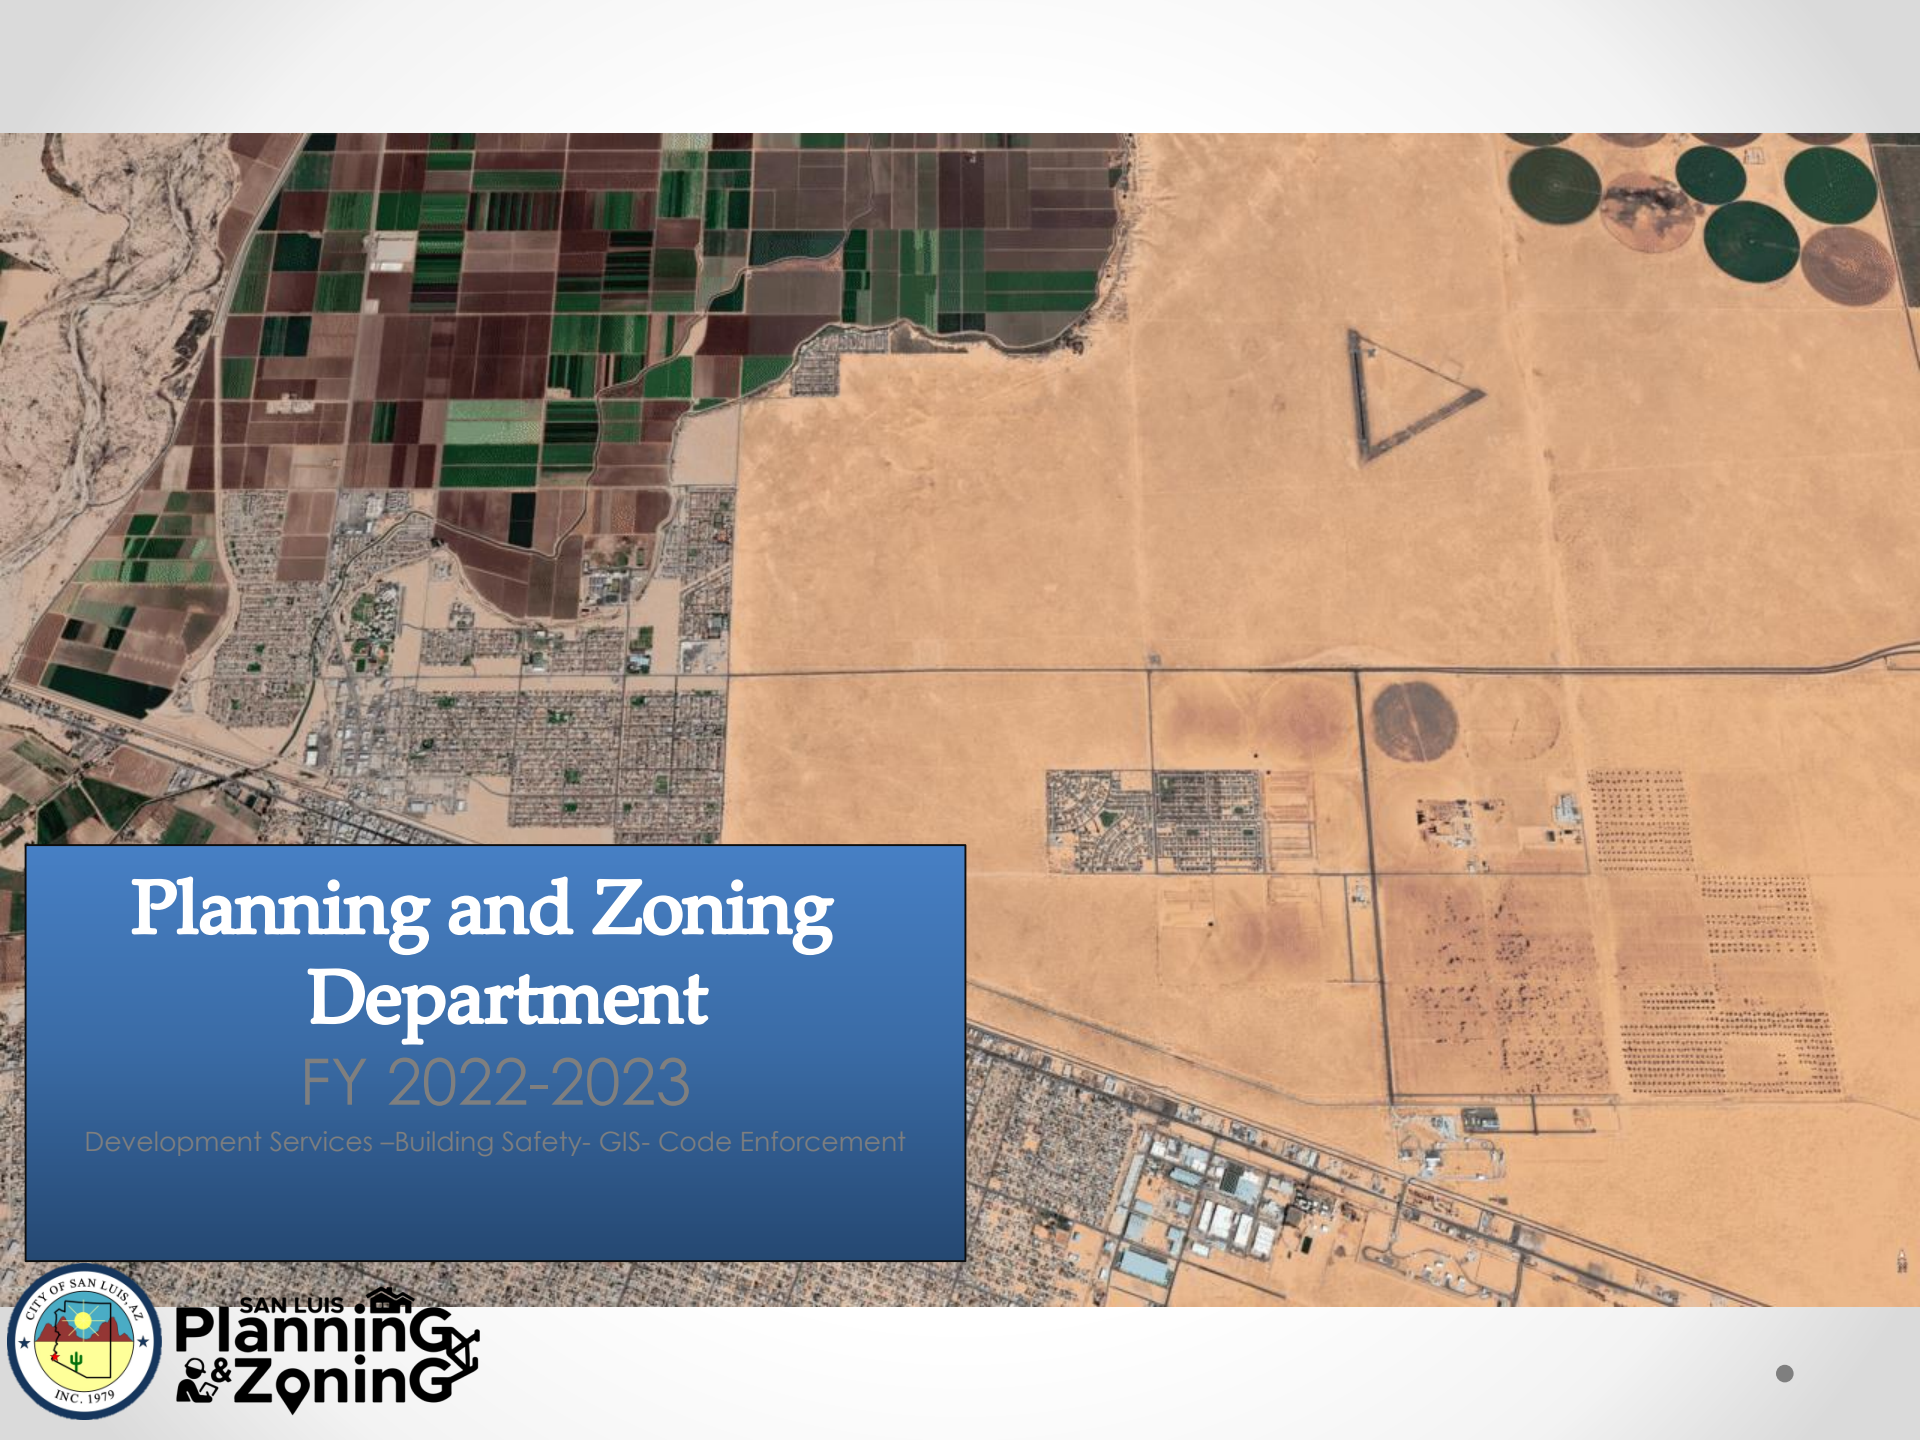 Planning and Zoning
Department
FY 2022-2023
Development Services –Building Safety- GIS- Code Enforcement
CITY OF SAN LUIS, AZ
INC. 1979
SAN LUIS
PlanninG
&ZoninG